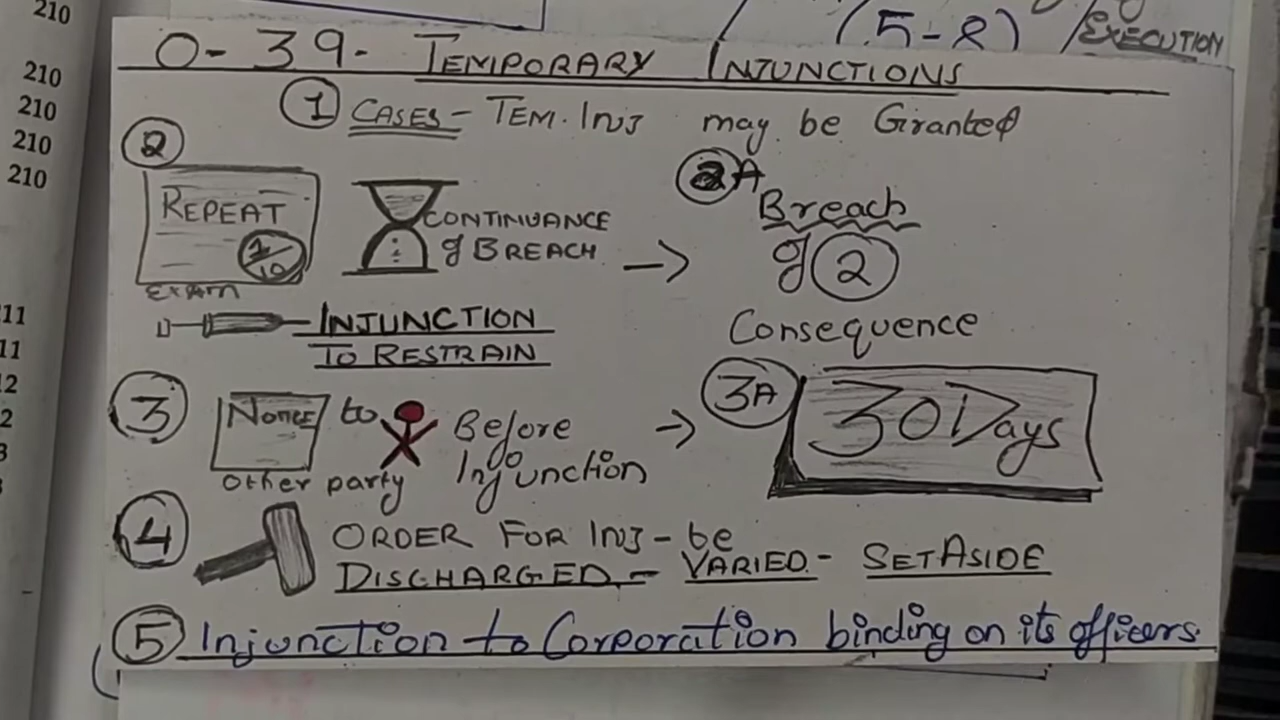 210
210
210
210
210
11
11
2
2
3
(5-8) EXECUTION
O-39- TEMPORARY INJUNCTIONS
1 CASES - TEM. INJ may be Granted
2
REPEAT
1/10
EXAM
CONTINUANCE
of BREACH →
2A
Breach
of 2
INJUNCTION
TO RESTRAIN
Consequence
3 NOTICE to Before
Injunction
Other party
→ 3A 30 Days
4 ORDER FOR INJ - be
DISCHARGED - VARIED - SETASIDE
5 Injunction to Corporation binding on its officers.